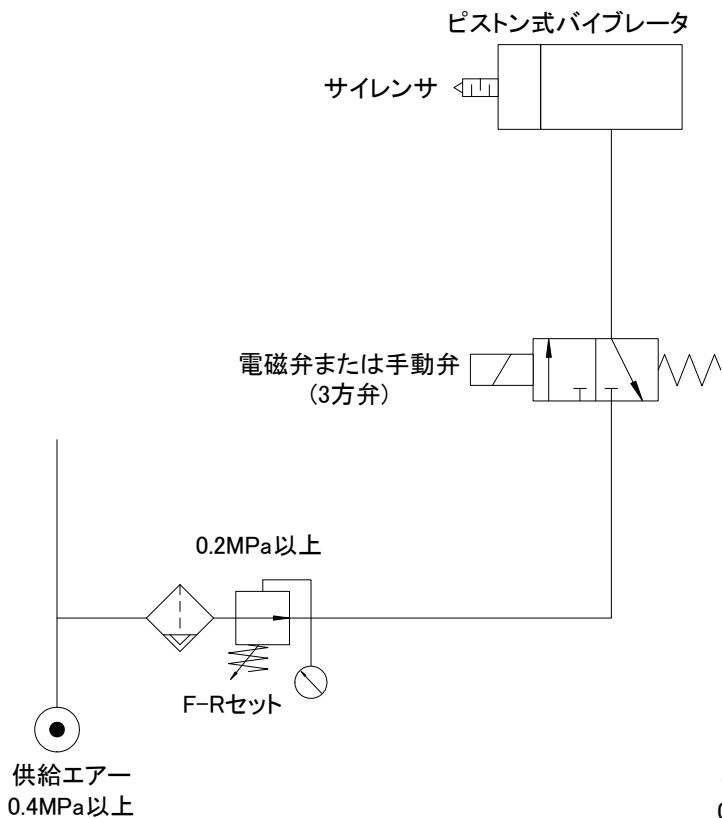 ピストン式バイブレータ
サイレンサ
電磁弁または手動弁
(3方弁)
0.2MPa以上
F-Rセット
供給エアー
0.4MPa以上